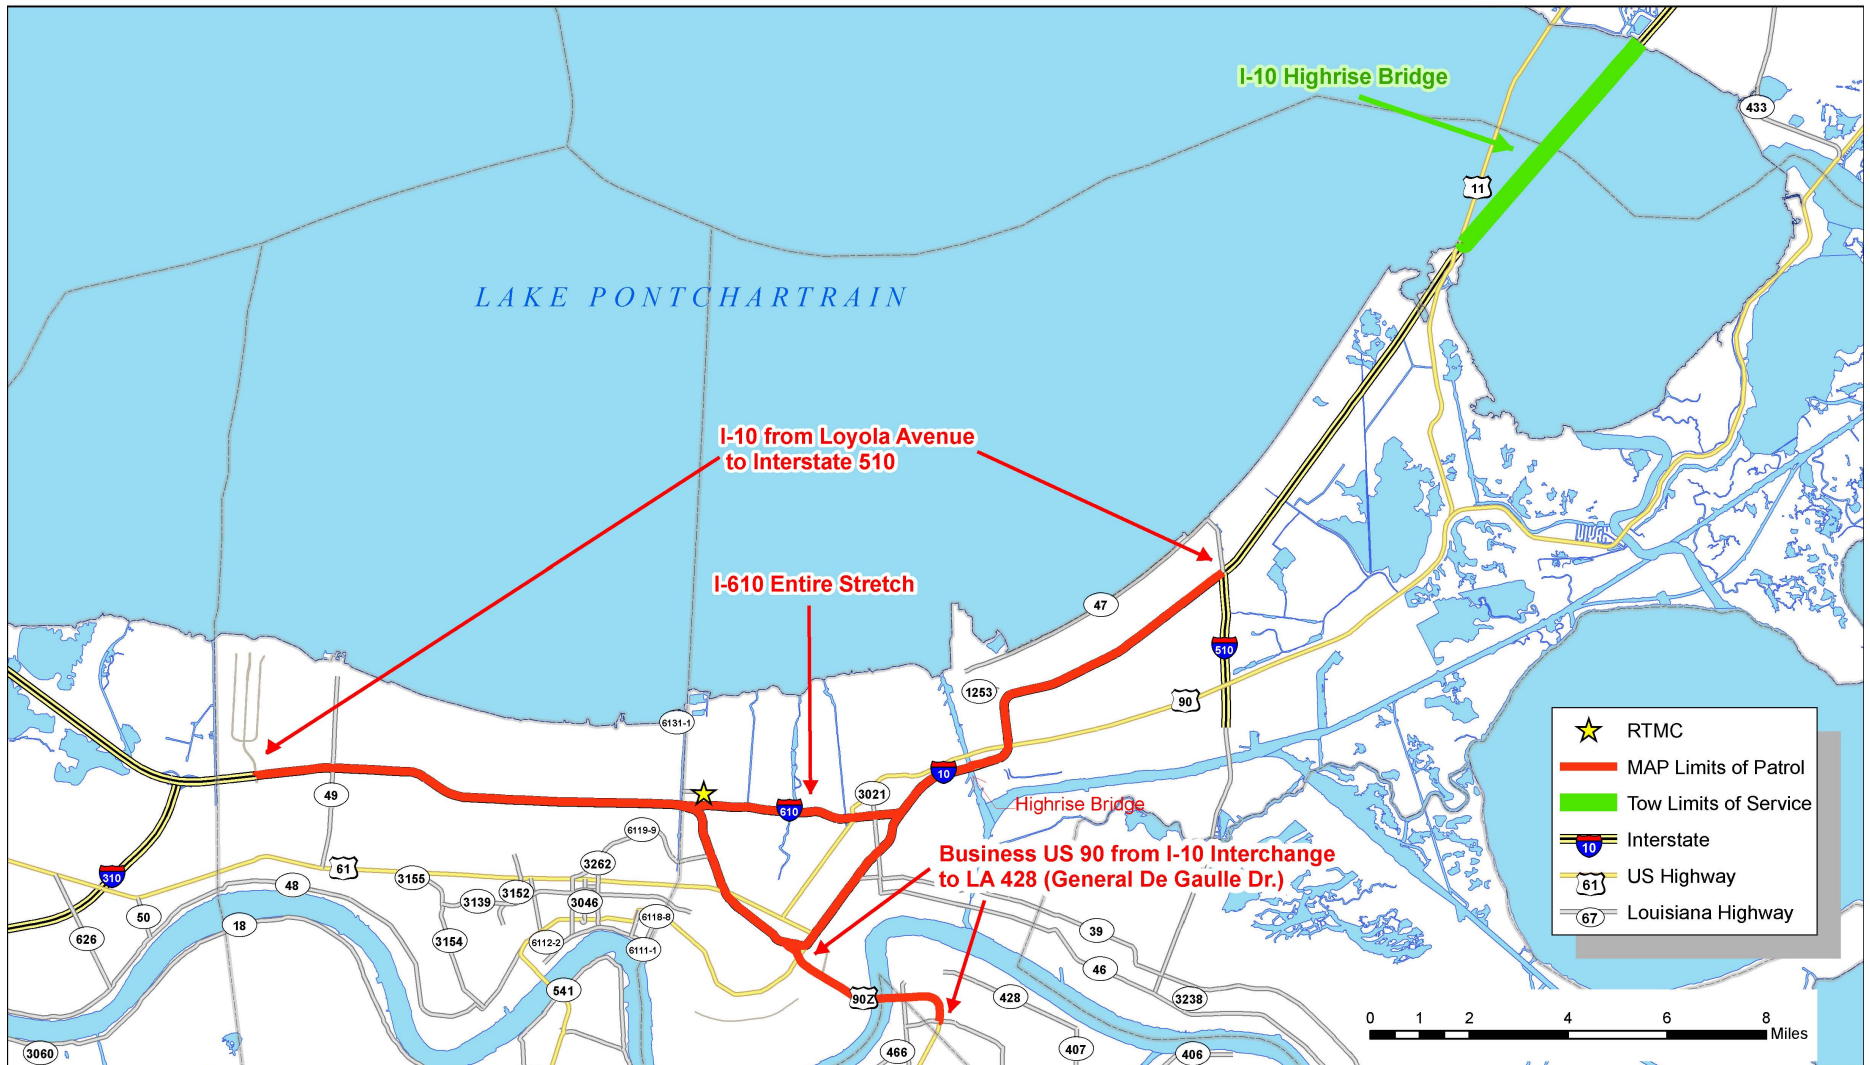 I-10 Highrise Bridge
433
11
LAKE PONTCHARTRAIN
I-10 from Loyola Avenue
to Interstate 510
I-610 Entire Stretch
47
510
1253
90
6131-1
10
49
3021
610
Highrise Bridge
6119-9
Business US 90 from I-10 Interchange
to LA 428 (General De Gaulle Dr.)
310
61
3155
3262
48
3139
3152
3046
50
18
626
3154
6112-2
6118-8
6111-1
39
46
541
90Z
428
3238
3060
466
407
406
RTMC
MAP Limits of Patrol
Tow Limits of Service
10
Interstate
61
US Highway
67
Louisiana Highway
0 1 2 4 6 8
Miles